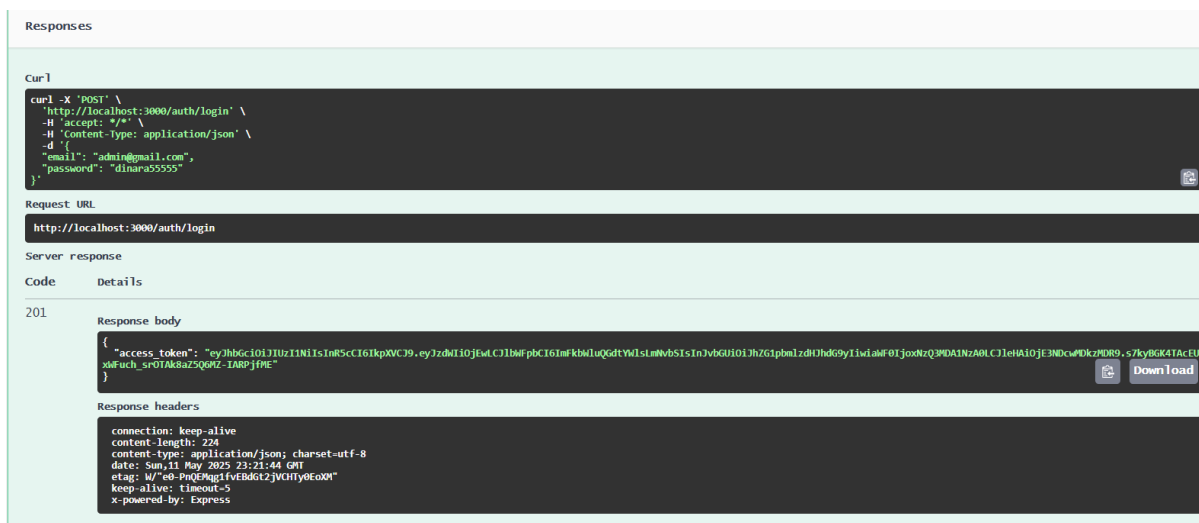 Responses
Curl
curl -X 'POST' \
'http://localhost:3000/auth/login' \
-H 'accept: */*' \
-H 'Content-Type: application/json' \
-d '{
"email": "admin@gmail.com",
"password": "dinara55555"
}'
Request URL
http://localhost:3000/auth/login
Server response
Code Details
201
Response body
{
"access_token": "eyJhbGciOiJIUzI1NiIsInR5cCI6IkpXVCJ9.eyJzdWIiOjEwLCJlbWFpbCI6ImFkbWluQGdtYWlsLmNvbSIsInJvbGUiOiJhZG1pbmlzdHJhdG9yIiwiaWF0IjoxNzQ3MDA1NzA0LCJleHAiOjE3NDcwMDkzMDR9.s7kyBGK4TAcEU
xWFuch_srOTAk8aZ5Q6MZ-IARPjfME"
}
Download
Response headers
connection: keep-alive
content-length: 224
content-type: application/json; charset=utf-8
date: Sun,11 May 2025 23:21:44 GMT
etag: W/"e0-PnQEMqg1fvEBdGt2jVCHTy0EoXM"
keep-alive: timeout=5
x-powered-by: Express